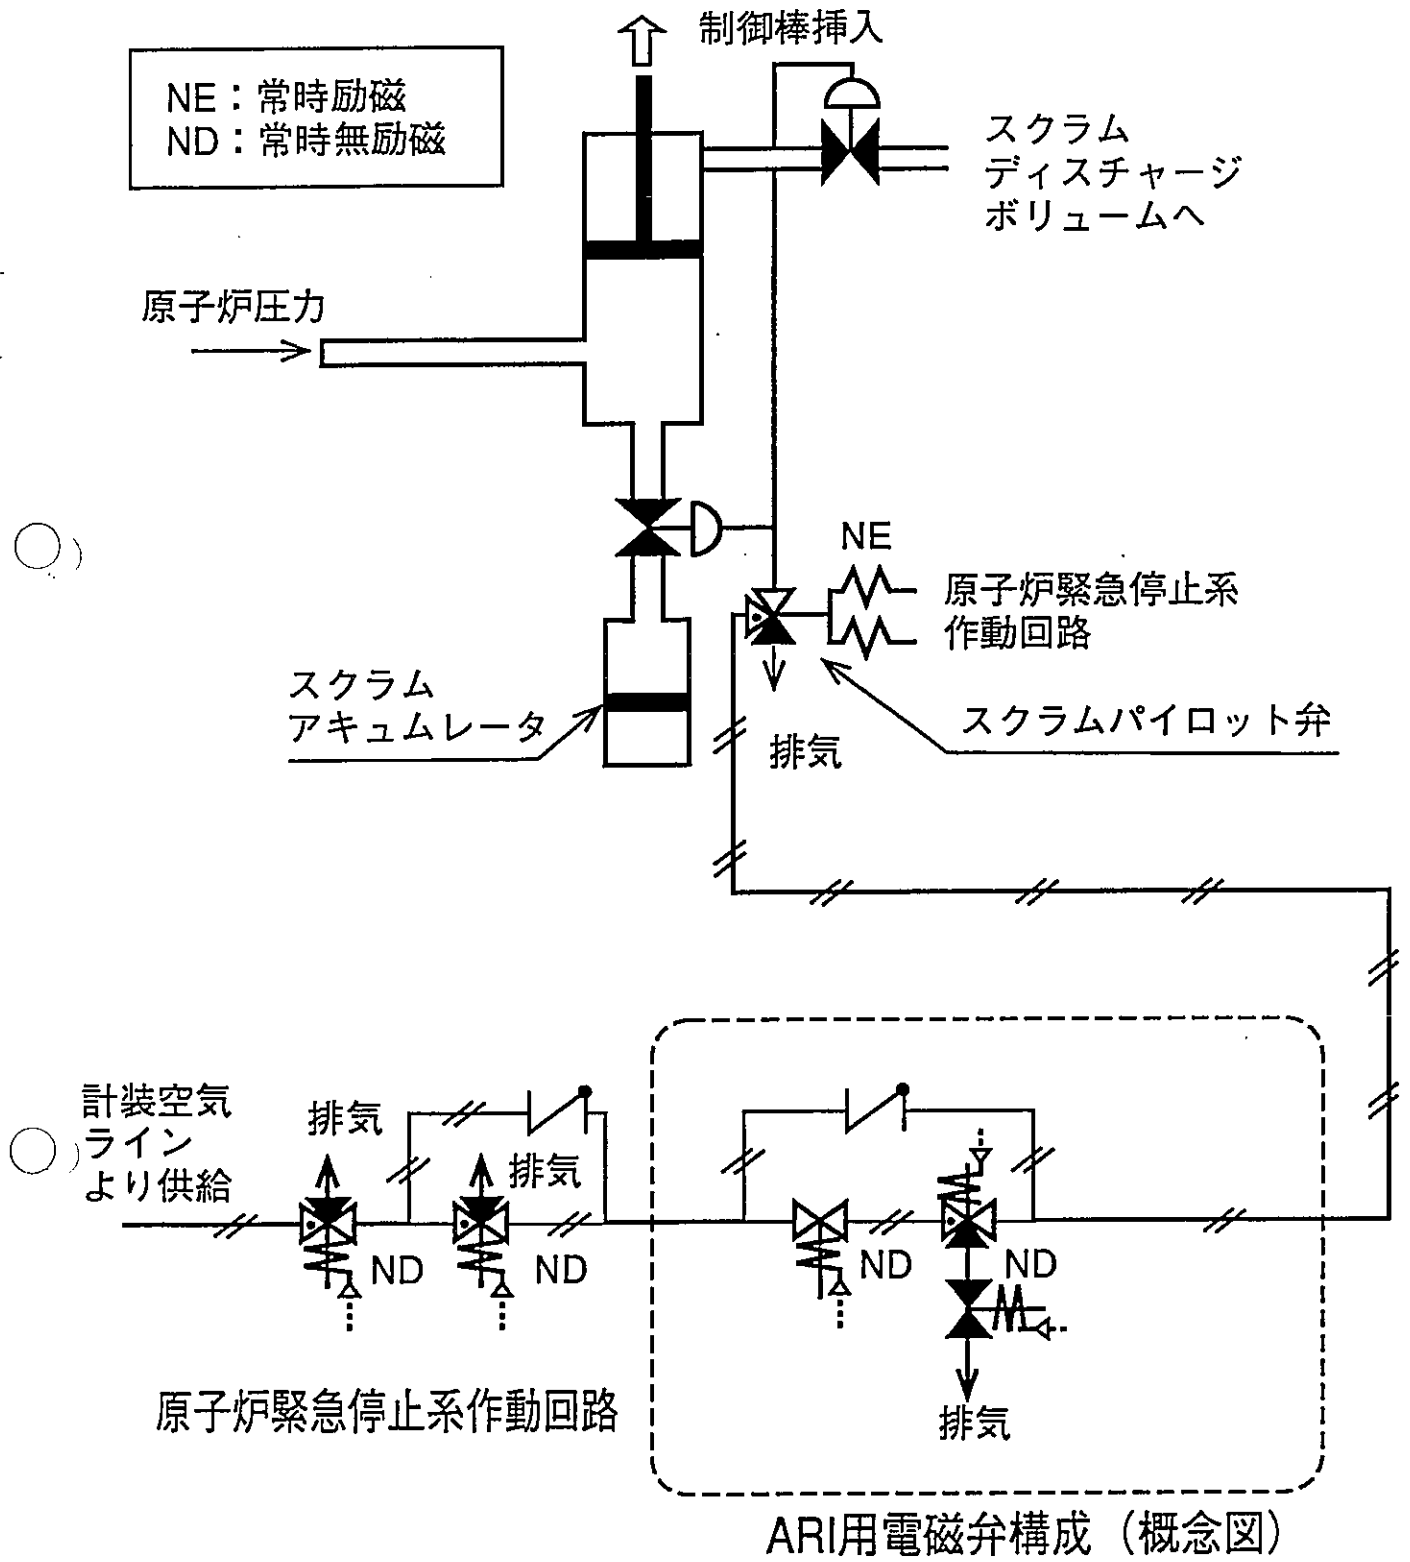 制御棒挿入
NE：常時励磁
ND：常時無励磁
スクラム
ディスチャージ
ボリュームへ
原子炉圧力
NE
原子炉緊急停止系
作動回路
スクラム
アキュムレータ
スクラムパイロット弁
排気
計装空気
ライン
より供給
排気
排気
ND
ND
ND
ND
排気
原子炉緊急停止系作動回路
ARI用電磁弁構成（概念図）